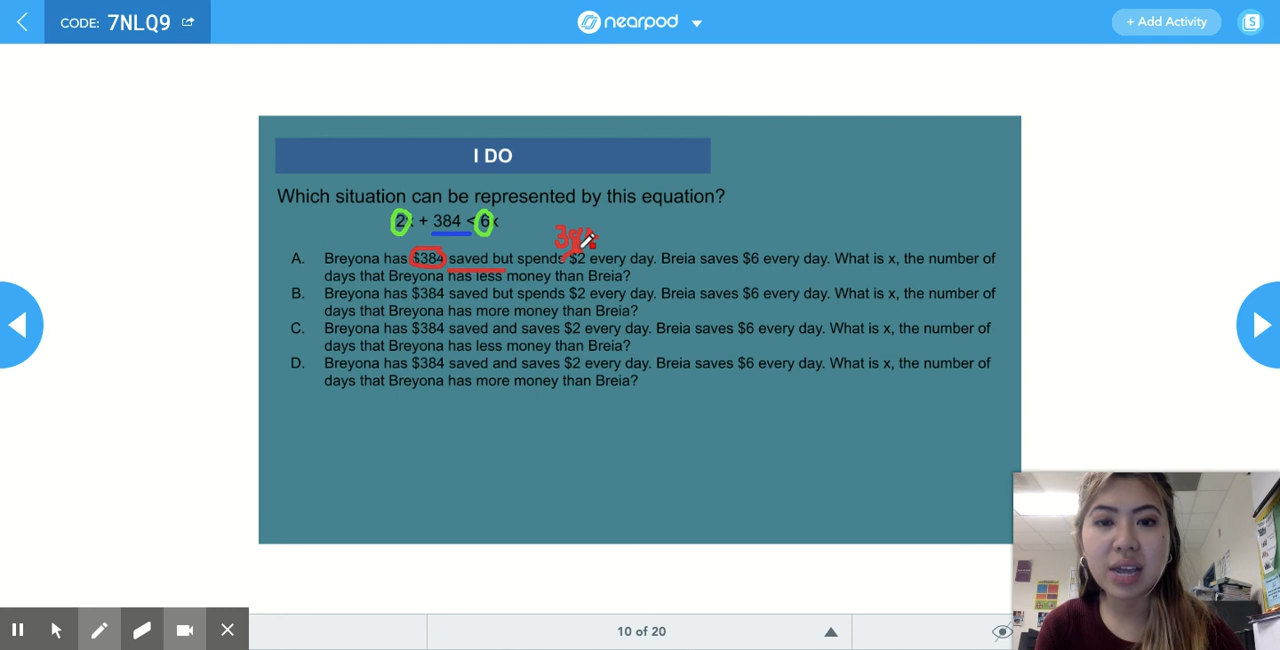 CODE: 7NLQ9
nearpod
+ Add Activity
S
I DO
Which situation can be represented by this equation?
2x + 384 < 6x
A. Breyona has $384 saved but spends $2 every day. Breia saves $6 every day. What is x, the number of
days that Breyona has less money than Breia?
B. Breyona has $384 saved but spends $2 every day. Breia saves $6 every day. What is x, the number of
days that Breyona has more money than Breia?
C. Breyona has $384 saved and saves $2 every day. Breia saves $6 every day. What is x, the number of
days that Breyona has less money than Breia?
D. Breyona has $384 saved and saves $2 every day. Breia saves $6 every day. What is x, the number of
days that Breyona has more money than Breia?
10 of 20